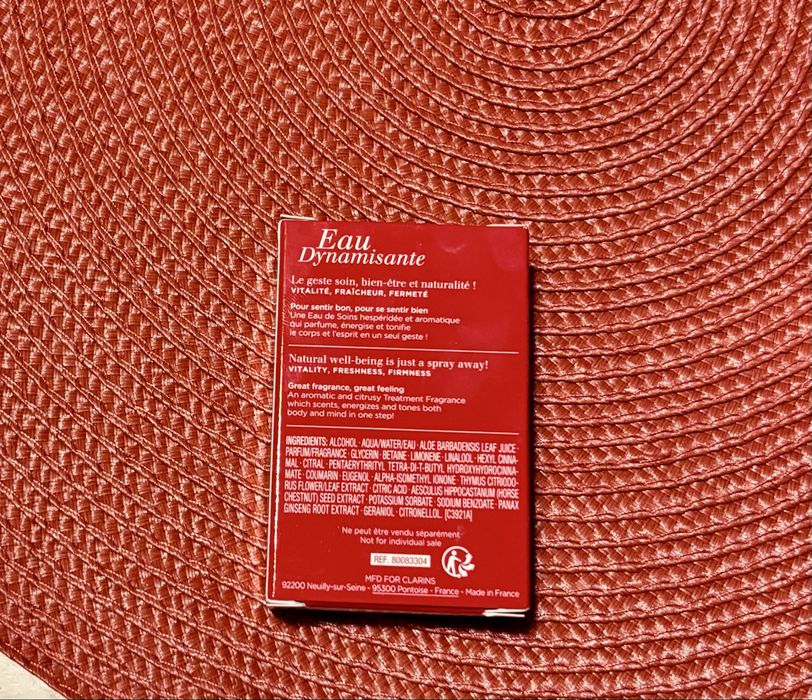 Eau
Dynamisante
Le geste soin, bien-être et naturalité !
VITALITÉ, FRAÎCHEUR, FERMETÉ
Pour sentir bon, pour se sentir bien
Une Eau de Soins hespéridée et aromatique
qui parfume, énergise et tonifie
le corps et l'esprit en un seul geste !
Natural well-being is just a spray away!
VITALITY, FRESHNESS, FIRMNESS
Great fragrance, great feeling
An aromatic and citrusy Treatment Fragrance
which scents, energizes and tones both
body and mind in one step!
INGREDIENTS: ALCOHOL · AQUA/WATER/EAU · ALOE BARBADENSIS LEAF JUICE ·
PARFUM/FRAGRANCE · GLYCERIN · BETAINE · LIMONENE · LINALOOL · HEXYL CINNA-
MAL · CITRAL · PENTAERYTHRITYL TETRA-DI-T-BUTYL HYDROXYHYDROCINNA-
MATE · COUMARIN · EUGENOL · ALPHA-ISOMETHYL IONONE · THYMUS CITRIODO-
RUS FLOWER/LEAF EXTRACT · CITRIC ACID · AESCULUS HIPPOCASTANUM (HORSE
CHESTNUT) SEED EXTRACT · POTASSIUM SORBATE · SODIUM BENZOATE · PANAX
GINSENG ROOT EXTRACT · GERANIOL · CITRONELLOL. [C3921A]
Ne peut être vendu séparément
Not for individual sale
REF. 80083304
MFD FOR CLARINS
92200 Neuilly-sur-Seine - 95300 Pontoise - France - Made in France